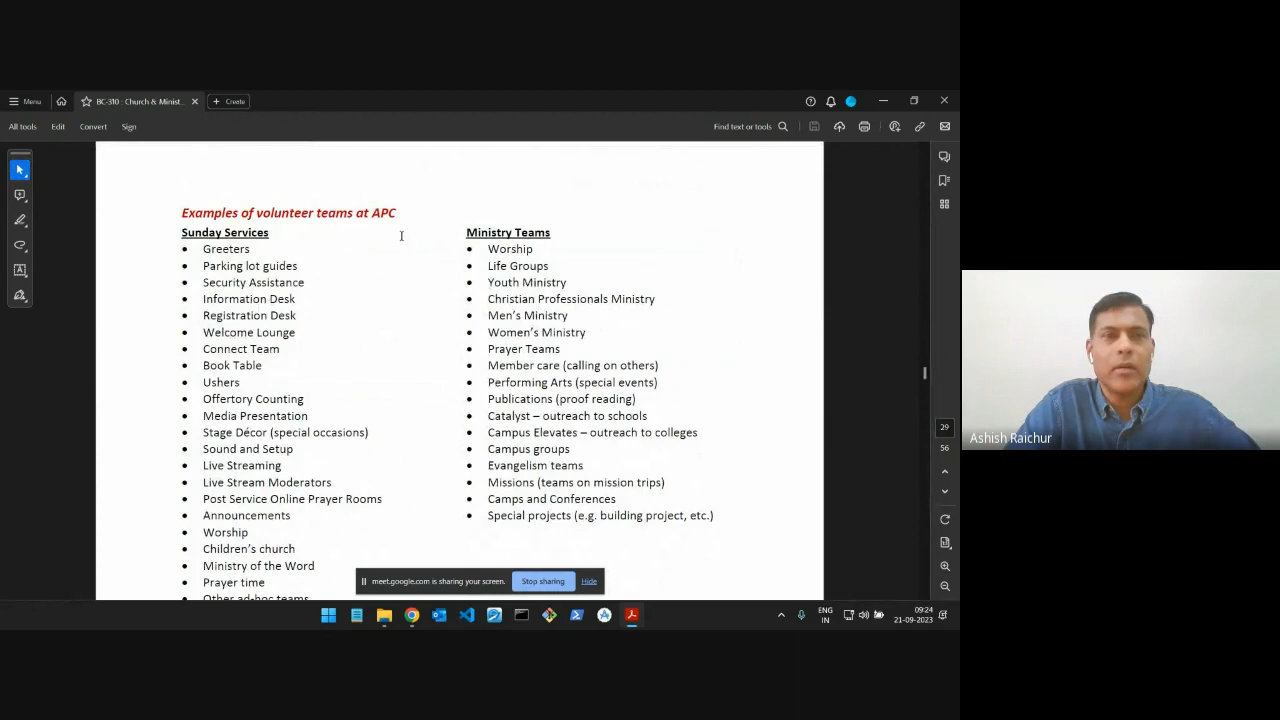 Menu
BC-310 : Church & Minist...
Create
All tools
Edit
Convert
Sign
Find text or tools
Examples of volunteer teams at APC
Sunday Services
• Greeters
• Parking lot guides
• Security Assistance
• Information Desk
• Registration Desk
• Welcome Lounge
• Connect Team
• Book Table
• Ushers
• Offertory Counting
• Media Presentation
• Stage Décor (special occasions)
• Sound and Setup
• Live Streaming
• Live Stream Moderators
• Post Service Online Prayer Rooms
• Announcements
• Worship
• Children's church
• Ministry of the Word
• Prayer time
• Other ad-hoc teams
Ministry Teams
• Worship
• Life Groups
• Youth Ministry
• Christian Professionals Ministry
• Men's Ministry
• Women's Ministry
• Prayer Teams
• Member care (calling on others)
• Performing Arts (special events)
• Publications (proof reading)
• Catalyst – outreach to schools
• Campus Elevates – outreach to colleges
• Campus groups
• Evangelism teams
• Missions (teams on mission trips)
• Camps and Conferences
• Special projects (e.g. building project, etc.)
29
56
meet.google.com is sharing your screen.
Stop sharing
Hide
ENG
IN
09:24
21-09-2023
Ashish Raichur